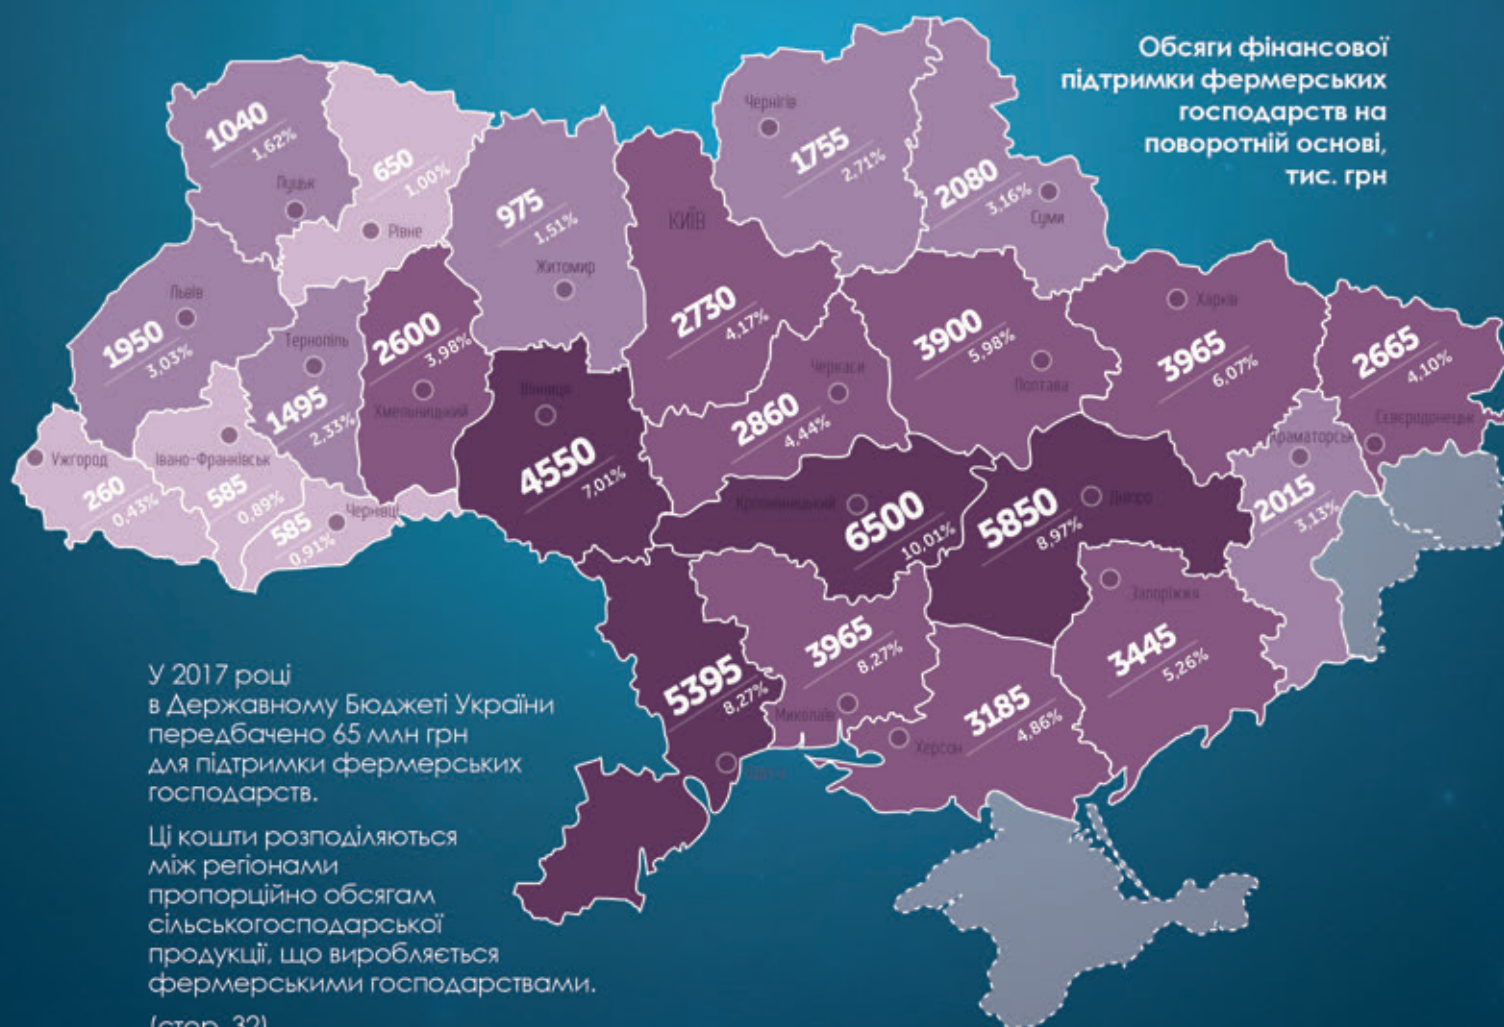 Обсяги фінансової
підтримки фермерських
господарств на
поворотній основі,
тис. грн
1040
1,62%
Луцьк
650
1,00%
Рівне
975
1,51%
Житомир
КИЇВ
2730
4,17%
Чернігів
1755
2,71%
2080
3,16%
Суми
Львів
1950
3,03%
Тернопіль
1495
2,33%
2600
3,98%
Хмельницький
Вінниця
4550
7,01%
Черкаси
2860
4,44%
3900
5,98%
Полтава
Харків
3965
6,07%
2665
4,10%
Сєвєродонецьк
Ужгород
260
0,43%
Івано-Франківськ
585
0,89%
585
0,91%
Чернівці
Кропивницький
6500
10,01%
5850
8,97%
Дніпро
Краматорськ
2015
3,13%
5395
8,27%
Одеса
3965
8,27%
Миколаїв
3185
4,86%
Херсон
Запоріжжя
3445
5,26%
У 2017 році
в Державному Бюджеті України
передбачено 65 млн грн
для підтримки фермерських
господарств.
Ці кошти розподіляються
між регіонами
пропорційно обсягам
сільськогосподарської
продукції, що виробляється
фермерськими господарствами.
(стор. 32)